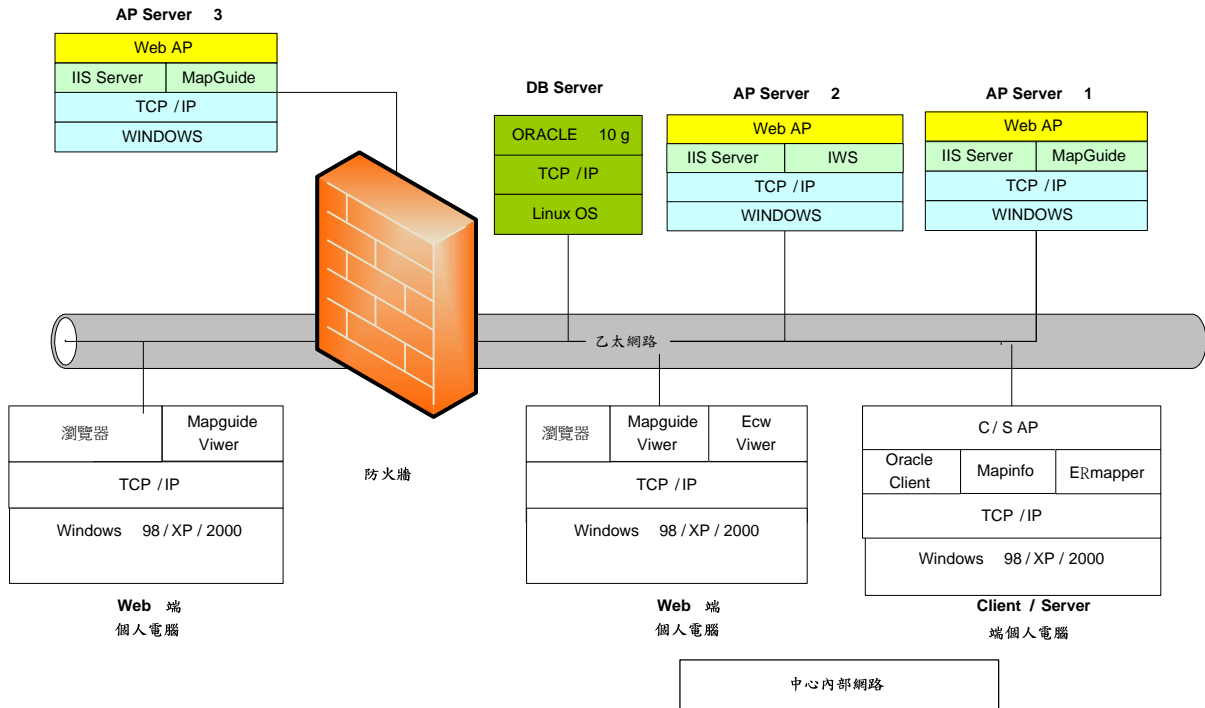 AP Server 3
Web AP
IIS Server MapGuide
TCP / IP
WINDOWS
DB Server
ORACLE 10 g
TCP / IP
Linux OS
AP Server 2
Web AP
IIS Server IWS
TCP / IP
WINDOWS
AP Server 1
Web AP
IIS Server MapGuide
TCP / IP
WINDOWS
乙太網路
防火牆
瀏覽器
Mapguide
Viwer
TCP / IP
Windows 98 / XP / 2000
Web 端
個人電腦
瀏覽器
Mapguide
Viwer
Ecw
Viwer
TCP / IP
Windows 98 / XP / 2000
Web 端
個人電腦
C / S AP
Oracle
Client
Mapinfo
ERmapper
TCP / IP
Windows 98 / XP / 2000
Client / Server
端個人電腦
中心內部網路